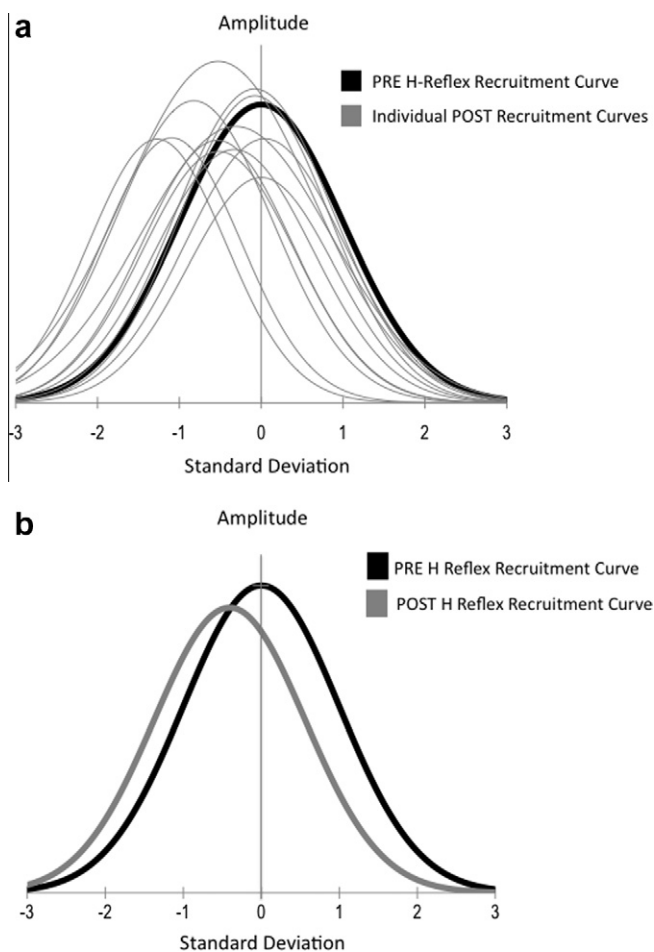 a
Amplitude
PRE H-Reflex Recruitment Curve
Individual POST Recruitment Curves
-3 -2 -1 0 1 2 3
Standard Deviation
b
Amplitude
PRE H Reflex Recruitment Curve
POST H Reflex Recruitment Curve
-3 -2 -1 0 1 2 3
Standard Deviation